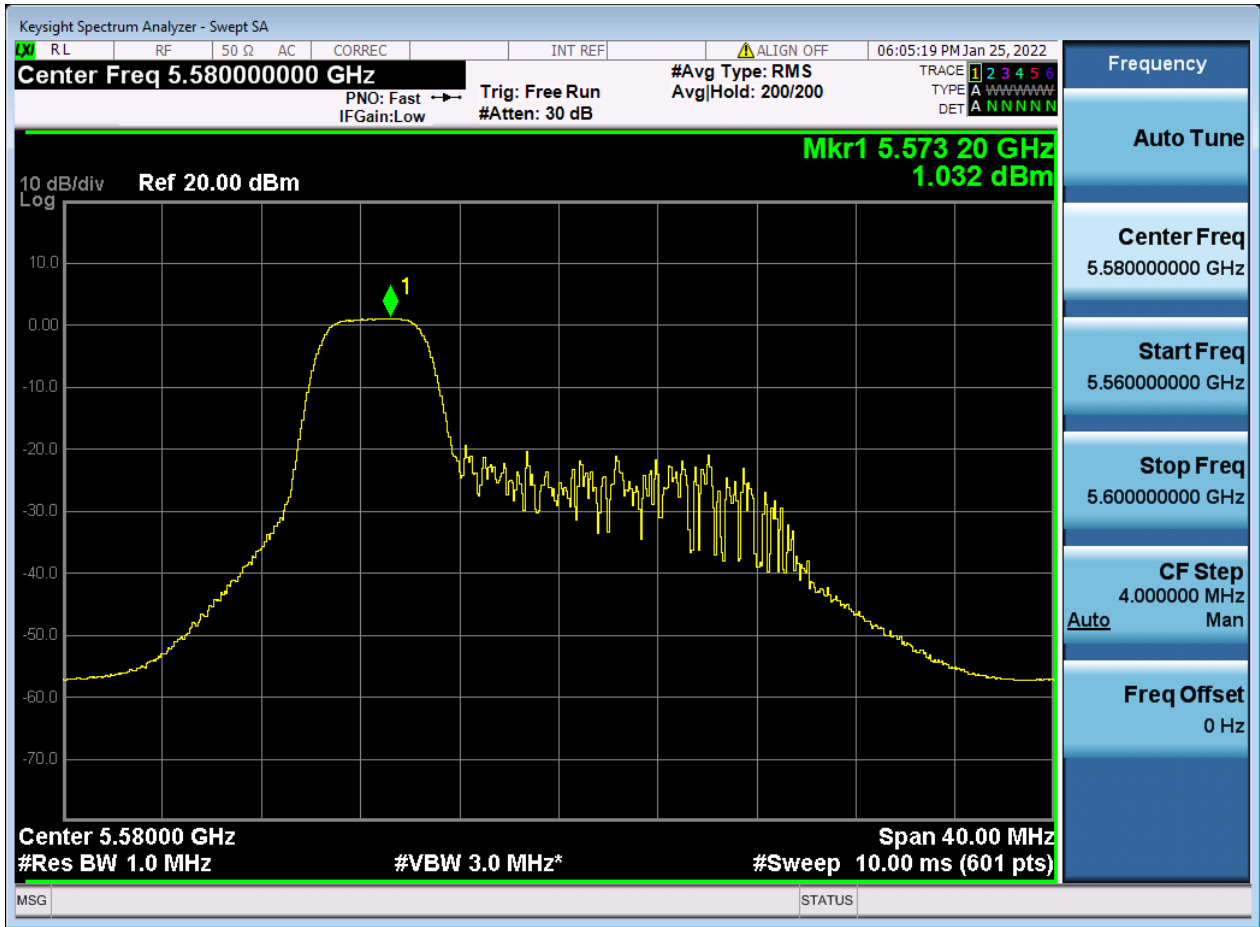 Keysight Spectrum Analyzer - Swept SA
LXI RL RF 50 Ω AC CORREC INT REF ALIGN OFF 06:05:19 PM Jan 25, 2022
Center Freq 5.580000000 GHz
PNO: Fast
IFGain:Low
Trig: Free Run
#Atten: 30 dB
#Avg Type: RMS
Avg|Hold: 200/200
TRACE 1 2 3 4 5 6
TYPE A WWWWW
DET A N N N N N
Mkr1 5.573 20 GHz
1.032 dBm
10 dB/div Ref 20.00 dBm
Log
10.0
1
0.00
-10.0
-20.0
-30.0
-40.0
-50.0
-60.0
-70.0
Center 5.58000 GHz Span 40.00 MHz
#Res BW 1.0 MHz #VBW 3.0 MHz* #Sweep 10.00 ms (601 pts)
MSG STATUS
Frequency
Auto Tune
Center Freq
5.580000000 GHz
Start Freq
5.560000000 GHz
Stop Freq
5.600000000 GHz
CF Step
4.000000 MHz
Auto Man
Freq Offset
0 Hz